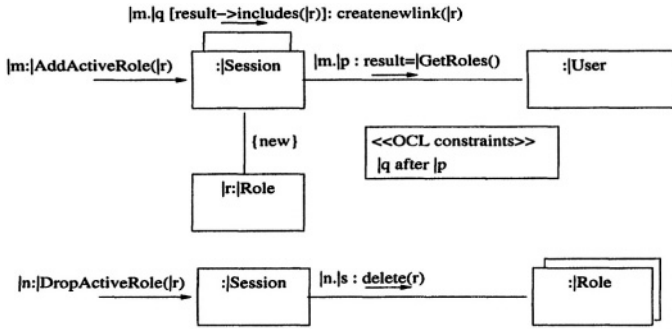 |m.|q [result->includes(|r)]: createnewlink(|r)
|m:|AddActiveRole(|r)
:|Session
|m.|p : result=|GetRoles()
:|User
{new}
<<OCL constraints>>
|q after |p
|r:|Role
|n:|DropActiveRole(|r)
:|Session
|n.|s : delete(r)
:|Role